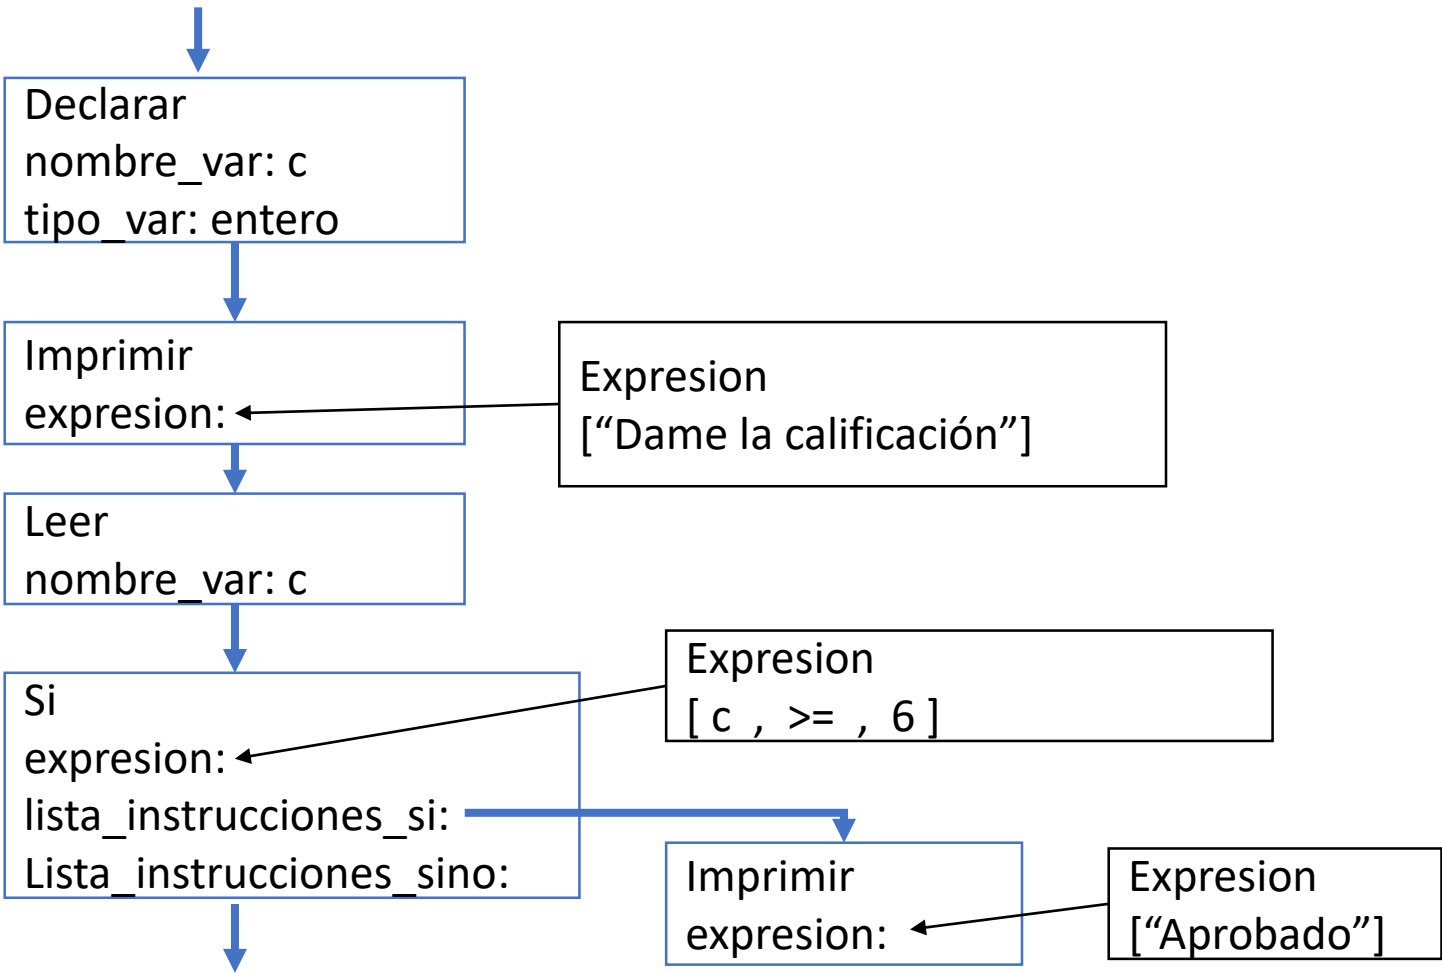 Declarar
nombre_var: c
tipo_var: entero
Imprimir
expresion:
Expresion
[“Dame la calificación”]
Leer
nombre_var: c
Si
expresion:
lista_instrucciones_si:
Lista_instrucciones_sino:
Expresion
[ c , >= , 6 ]
Imprimir
expresion:
Expresion
[“Aprobado”]